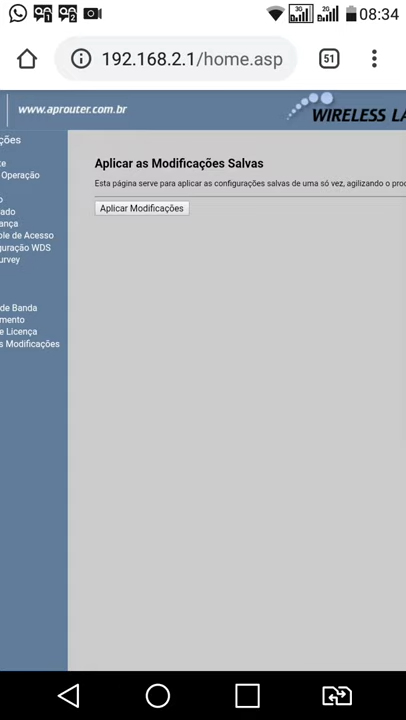 08:34
192.168.2.1/home.asp
51
www.aprouter.com.br
WIRELESS LA
ções
Aplicar as Modificações Salvas
te
Operação
Esta página serve para aplicar as configurações salvas de uma só vez, agilizando o proc
o
Aplicar Modificações
ado
ança
ole de Acesso
guração WDS
urvey
de Banda
mento
e Licença
s Modificações